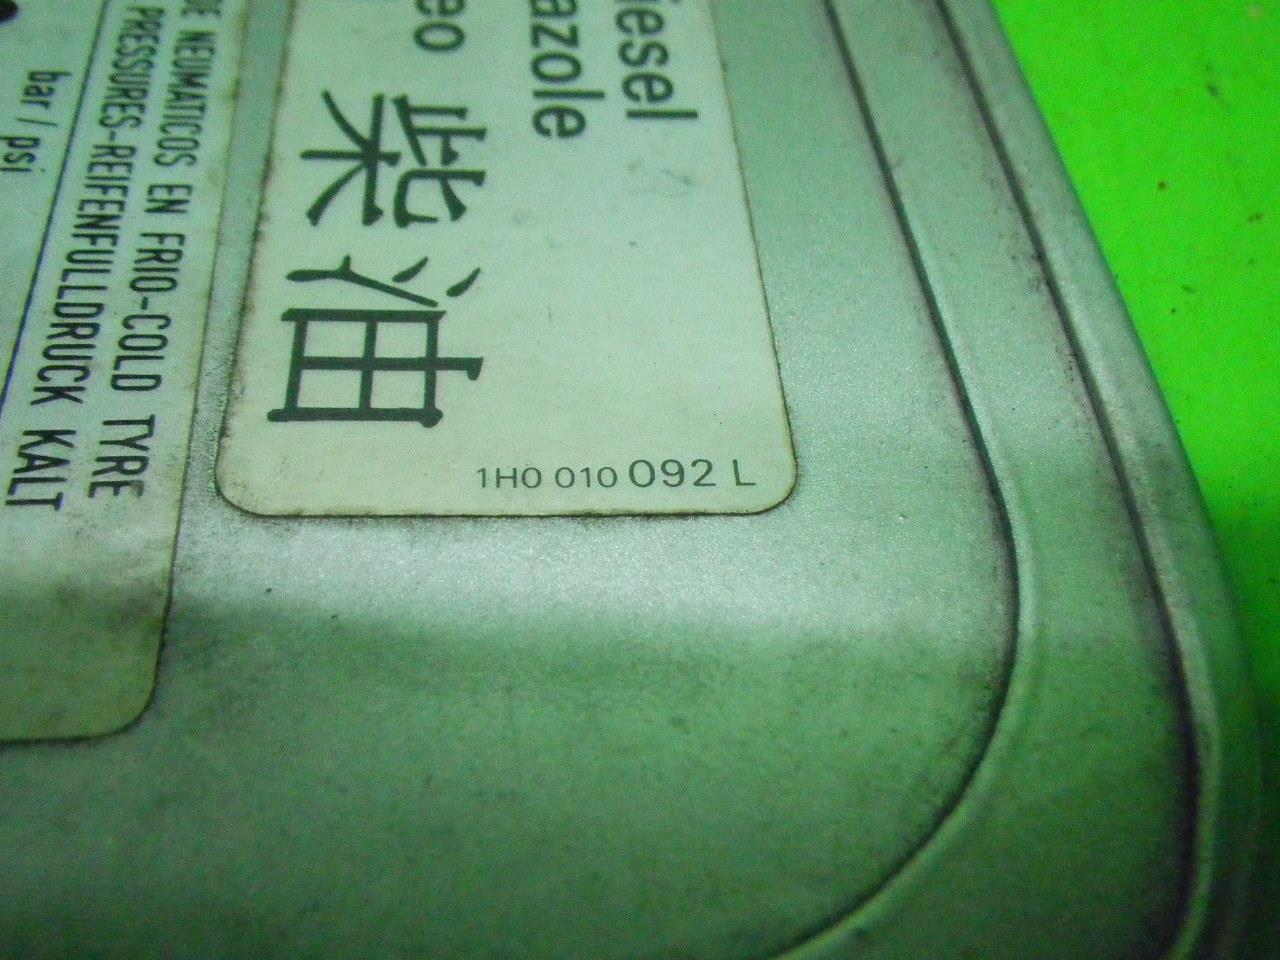 iesel
azole
eo
柴油
1H0 010 092 L
DE NEUMATICOS EN FRIO-COLD TYRE
PRESSURES-REIFENFULLDRUCK KALT
bar / psi